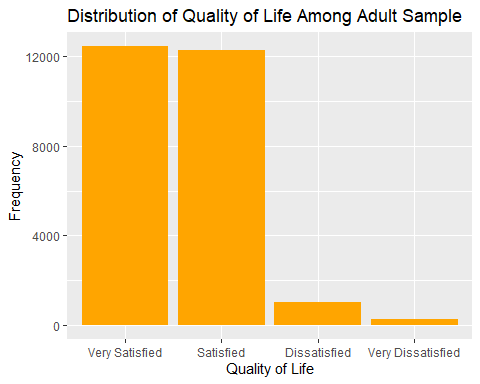 Distribution of Quality of Life Among Adult Sample
12000
8000
4000
0
Frequency
Very Satisfied
Satisfied
Dissatisfied
Very Dissatisfied
Quality of Life